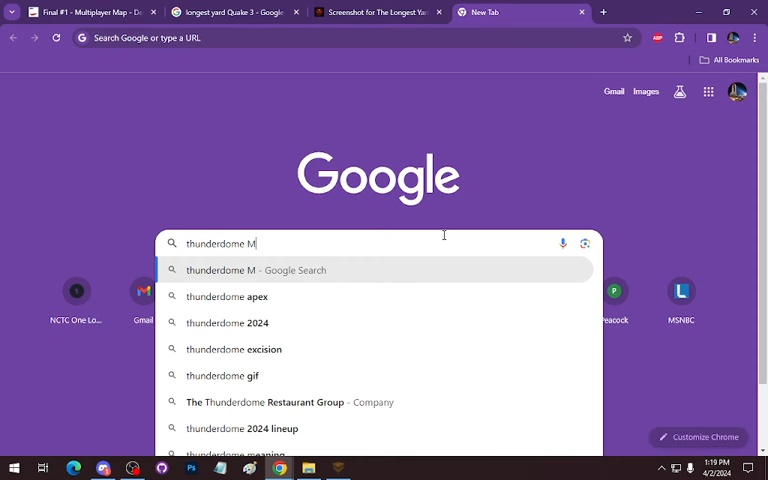 Final #1 - Multiplayer Map - D
longest yard Quake 3 - Google
Screenshot for The Longest Yar
New Tab
Search Google or type a URL
ABP
All Bookmarks
Gmail
Images
Google
thunderdome M
thunderdome M - Google Search
thunderdome apex
thunderdome 2024
thunderdome excision
thunderdome gif
The Thunderdome Restaurant Group - Company
thunderdome 2024 lineup
thunderdome meaning
NCTC One Lo...
Gmail
Peacock
MSNBC
Customize Chrome
1:19 PM
4/2/2024